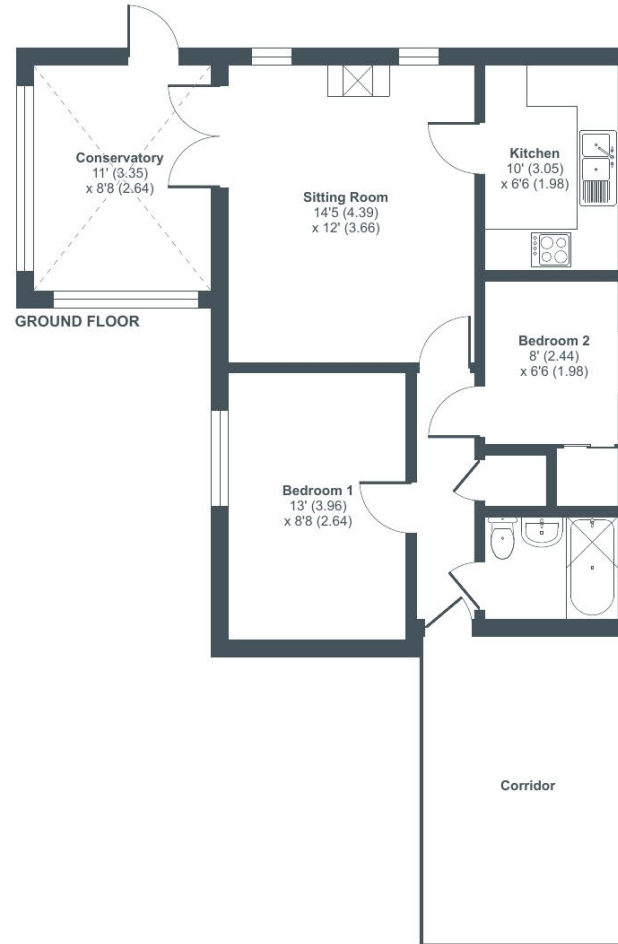 Conservatory
11' (3.35)
x 8'8 (2.64)
Sitting Room
14'5 (4.39)
x 12' (3.66)
Kitchen
10' (3.05)
x 6'6 (1.98)
GROUND FLOOR
Bedroom 2
8' (2.44)
x 6'6 (1.98)
Bedroom 1
13' (3.96)
x 8'8 (2.64)
Corridor